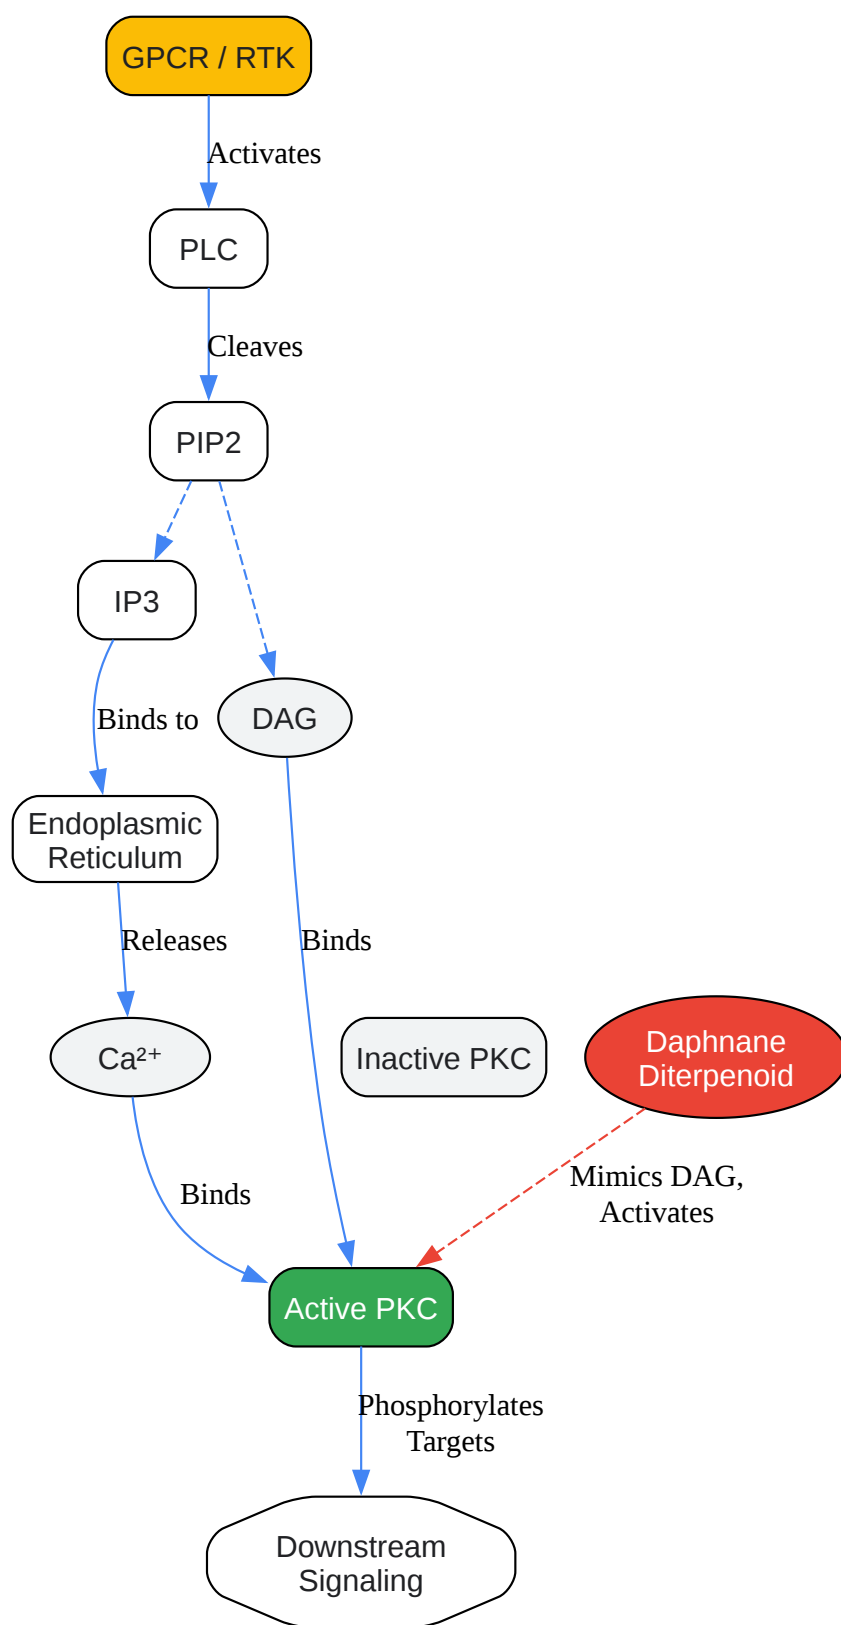 GPCR / RTK
Activates
PLC
Cleaves
PIP2
IP3
Binds to
DAG
Endoplasmic
Reticulum
Releases
Binds
Ca²⁺
Inactive PKC
Daphnane
Diterpenoid
Binds
Mimics DAG,
Activates
Active PKC
Phosphorylates
Targets
Downstream
Signaling